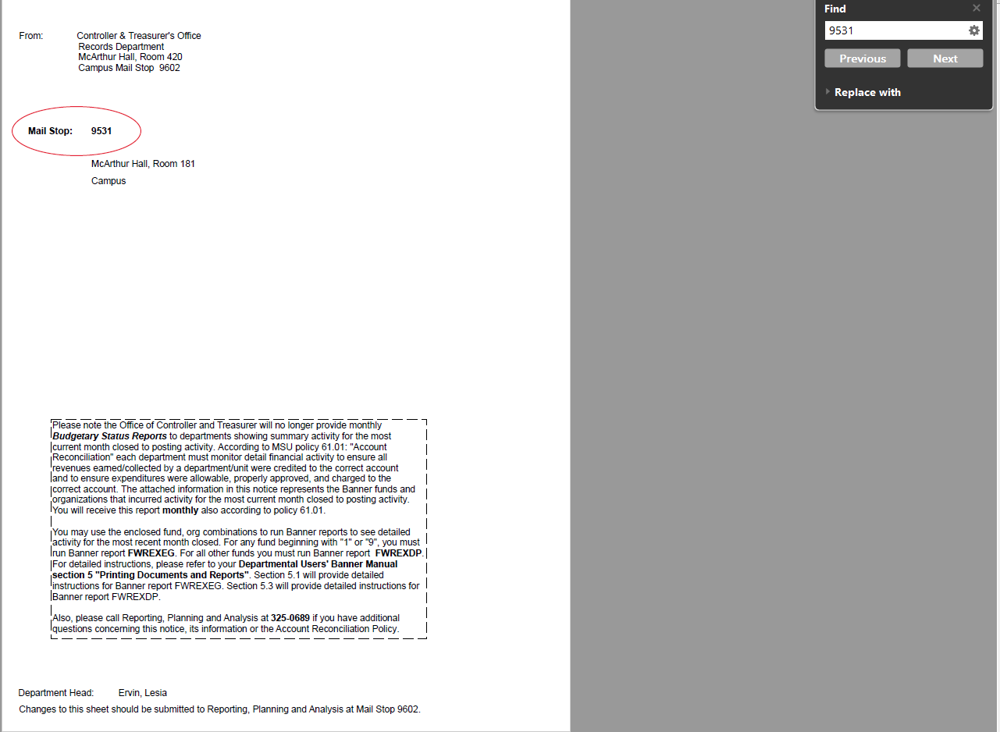 From: Controller & Treasurer's Office
Records Department
McArthur Hall, Room 420
Campus Mail Stop 9602
Mail Stop: 9531
McArthur Hall, Room 181
Campus
Please note the Office of Controller and Treasurer will no longer provide monthly
Budgetary Status Reports to departments showing summary activity for the most
current month closed to posting activity. According to MSU policy 61.01: "Account
Reconciliation" each department must monitor detail financial activity to ensure all
revenues earned/collected by a department/unit were credited to the correct account
and to ensure expenditures were allowable, properly approved, and charged to the
correct account. The attached information in this notice represents the Banner funds and
organizations that incurred activity for the most current month closed to posting activity.
You will receive this report monthly also according to policy 61.01.
You may use the enclosed fund, org combinations to run Banner reports to see detailed
activity for the most recent month closed. For any fund beginning with "1" or "9", you must
run Banner report FWREXEG. For all other funds you must run Banner report FWREXDP.
For detailed instructions, please refer to your Departmental Users' Banner Manual
section 5 "Printing Documents and Reports". Section 5.1 will provide detailed
instructions for Banner report FWREXEG. Section 5.3 will provide detailed instructions for
Banner report FWREXDP.
Also, please call Reporting, Planning and Analysis at 325-0689 if you have additional
questions concerning this notice, its information or the Account Reconciliation Policy.
Department Head: Ervin, Lesia
Changes to this sheet should be submitted to Reporting, Planning and Analysis at Mail Stop 9602.
Find
9531
Previous Next
Replace with